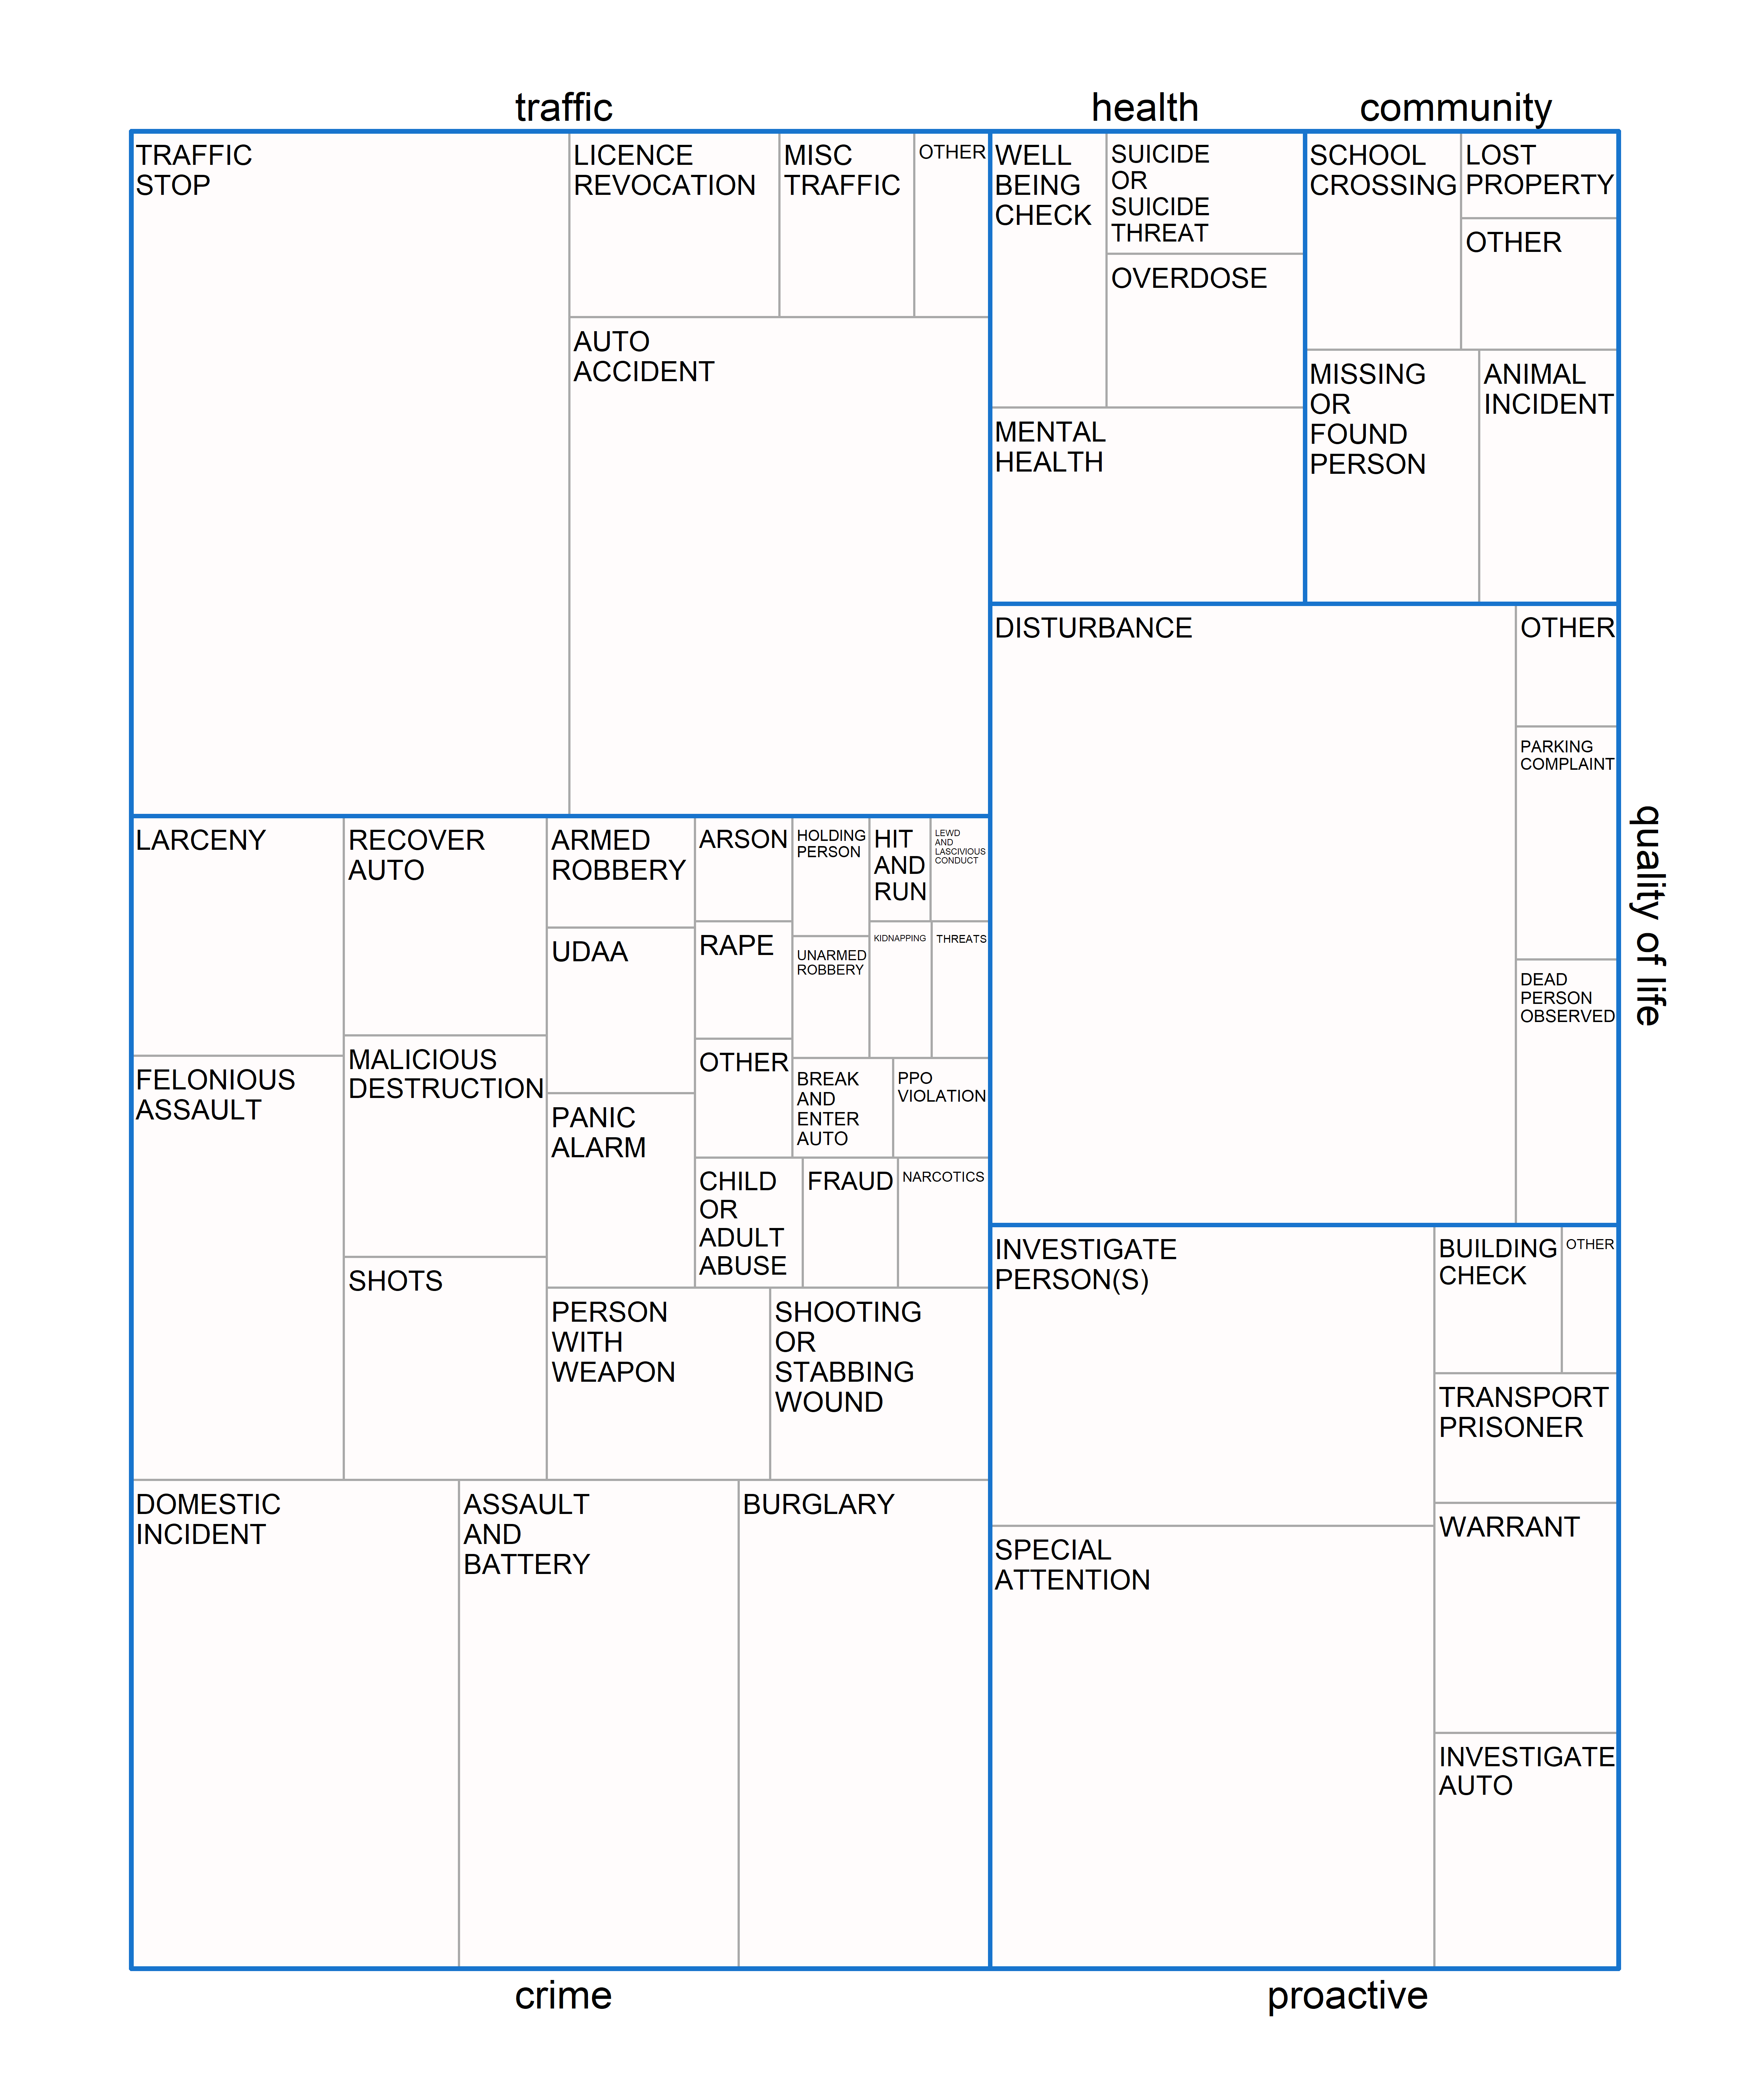 traffic
health
community
TRAFFIC
STOP
LICENCE
REVOCATION
MISC
TRAFFIC
OTHER
AUTO
ACCIDENT
WELL
BEING
CHECK
SUICIDE
OR
SUICIDE
THREAT
OVERDOSE
MENTAL
HEALTH
SCHOOL
CROSSING
LOST
PROPERTY
OTHER
MISSING
OR
FOUND
PERSON
ANIMAL
INCIDENT
DISTURBANCE
OTHER
PARKING
COMPLAINT
DEAD
PERSON
OBSERVED
quality of life
LARCENY
RECOVER
AUTO
ARMED
ROBBERY
ARSON
HOLDING
PERSON
HIT
AND
RUN
LEWD
AND
LASCIVIOUS
CONDUCT
UDAA
RAPE
UNARMED
ROBBERY
KIDNAPPING
THREATS
FELONIOUS
ASSAULT
MALICIOUS
DESTRUCTION
PANIC
ALARM
OTHER
BREAK
AND
ENTER
AUTO
PPO
VIOLATION
CHILD
OR
ADULT
ABUSE
FRAUD
NARCOTICS
SHOTS
PERSON
WITH
WEAPON
SHOOTING
OR
STABBING
WOUND
DOMESTIC
INCIDENT
ASSAULT
AND
BATTERY
BURGLARY
INVESTIGATE
PERSON(S)
BUILDING
CHECK
OTHER
TRANSPORT
PRISONER
WARRANT
SPECIAL
ATTENTION
INVESTIGATE
AUTO
crime
proactive